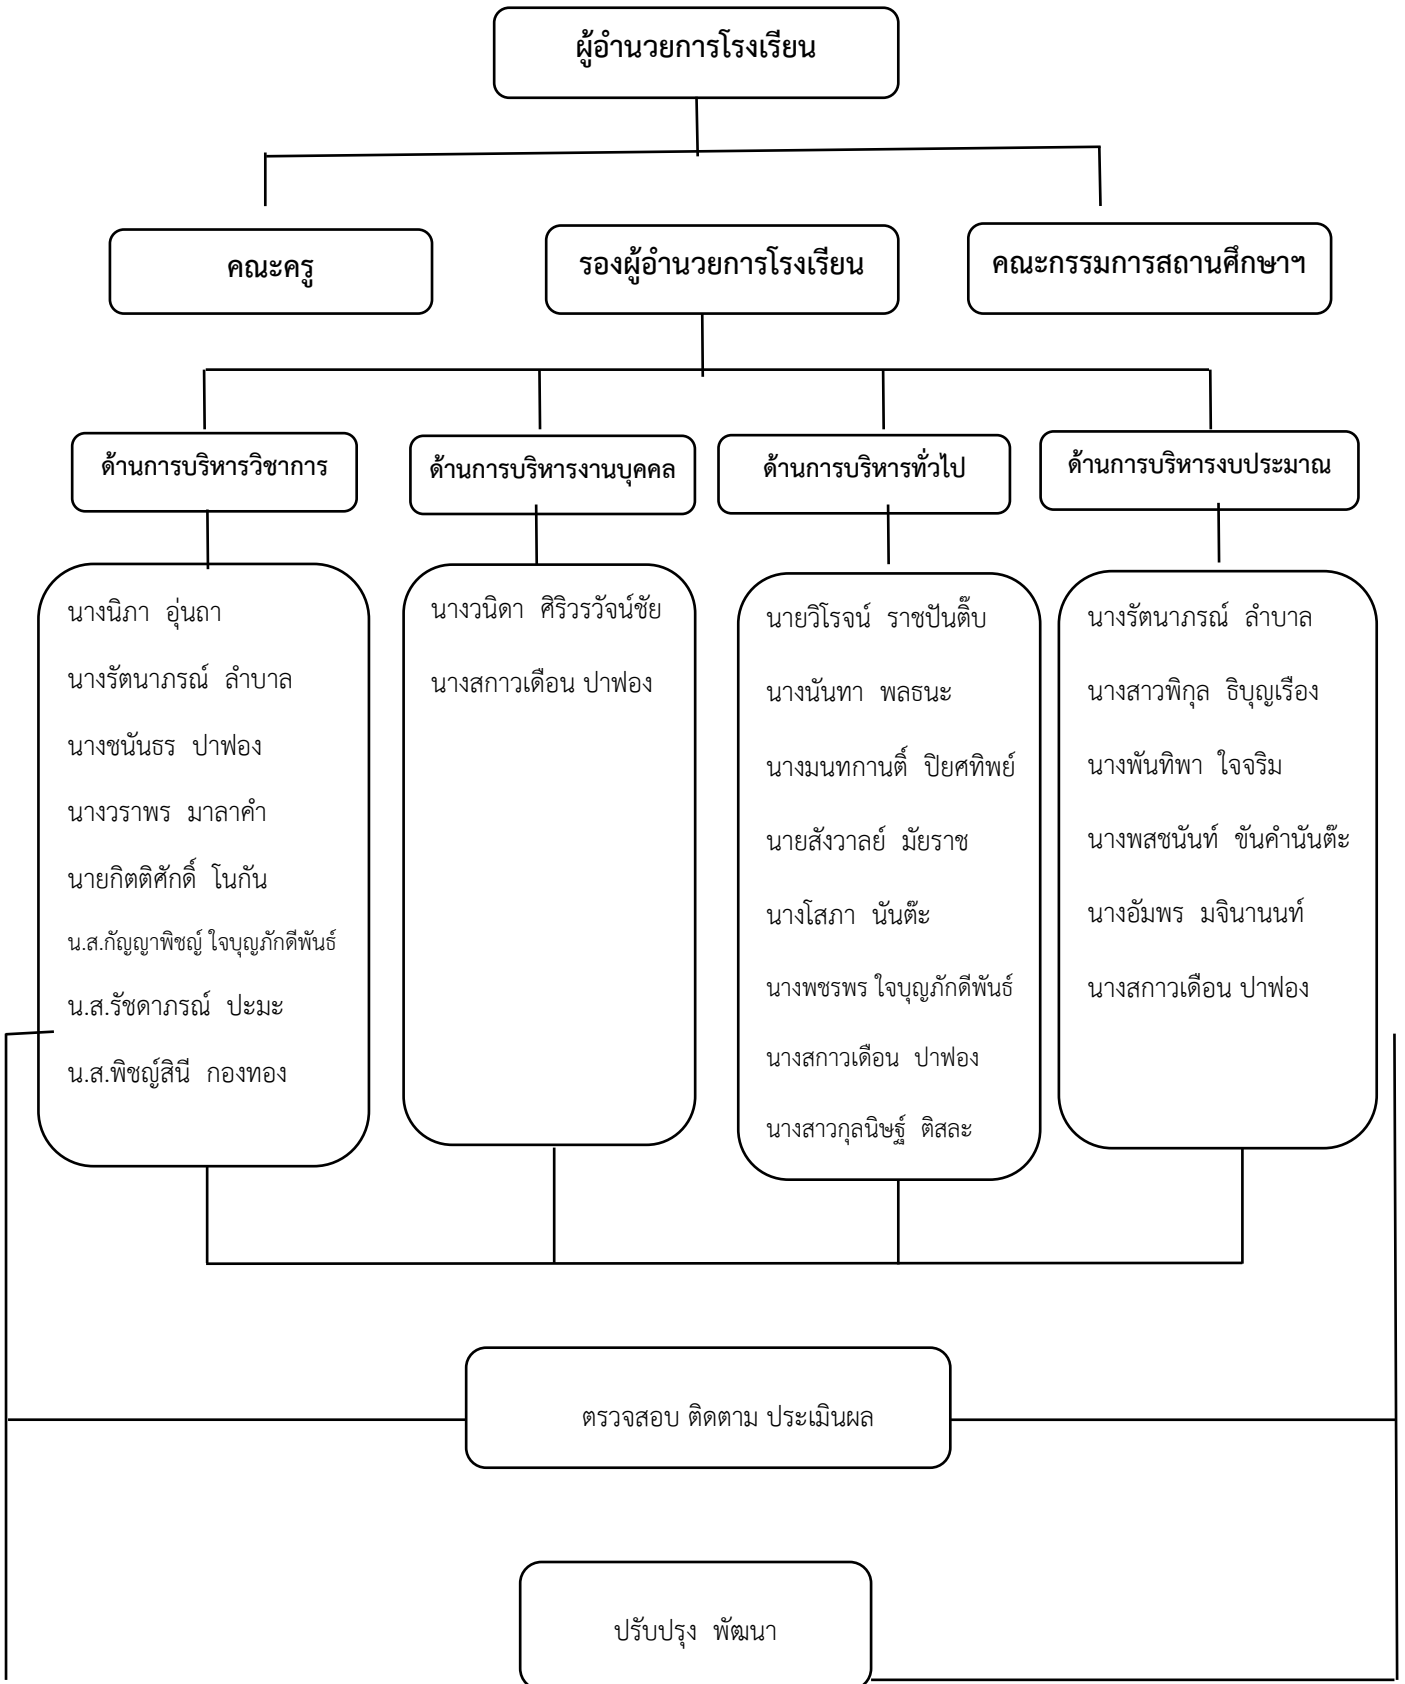 ผู้อำนวยการโรงเรียน
คณะครู
รองผู้อำนวยการโรงเรียน
คณะกรรมการสถานศึกษาฯ
ด้านการบริหารวิชาการ
ด้านการบริหารงานบุคคล
ด้านการบริหารทั่วไป
ด้านการบริหารงบประมาณ
นางนิภา อุ่นถา
นางรัตนาภรณ์ ลำบาล
นางชนันธร ปาฟอง
นางวราพร มาลาคำ
นายกิตติศักดิ์ โนกัน
น.ส.กัญญาพิชญ์ ใจบุญภักดีพันธ์
น.ส.รัชดาภรณ์ ปะมะ
น.ส.พิชญ์สินี กองทอง
นางวนิดา ศิริวรวัจน์ชัย
นางสกาวเดือน ปาฟอง
นายวิโรจน์ ราชปันติ๊บ
นางนันทา พลธนะ
นางมนทกานติ์ ปิยศทิพย์
นายสังวาลย์ มัยราช
นางโสภา นันต๊ะ
นางพชรพร ใจบุญภักดีพันธ์
นางสกาวเดือน ปาฟอง
นางสาวกุลนิษฐ์ ติสละ
นางรัตนาภรณ์ ลำบาล
นางสาวพิกุล ธิบุญเรือง
นางพันทิพา ใจจริม
นางพสชนันท์ ขันคำนันต๊ะ
นางอัมพร มจินานนท์
นางสกาวเดือน ปาฟอง
ตรวจสอบ ติดตาม ประเมินผล
ปรับปรุง พัฒนา